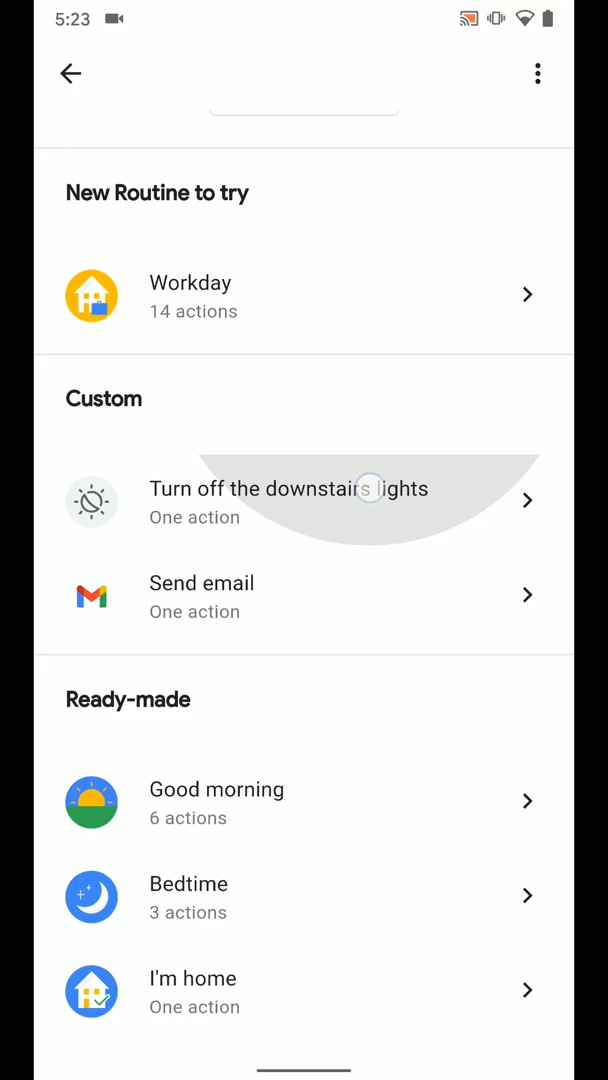 5:23
New Routine to try
Workday
14 actions
Custom
Turn off the downstairs lights
One action
Send email
One action
Ready-made
Good morning
6 actions
Bedtime
3 actions
I'm home
One action